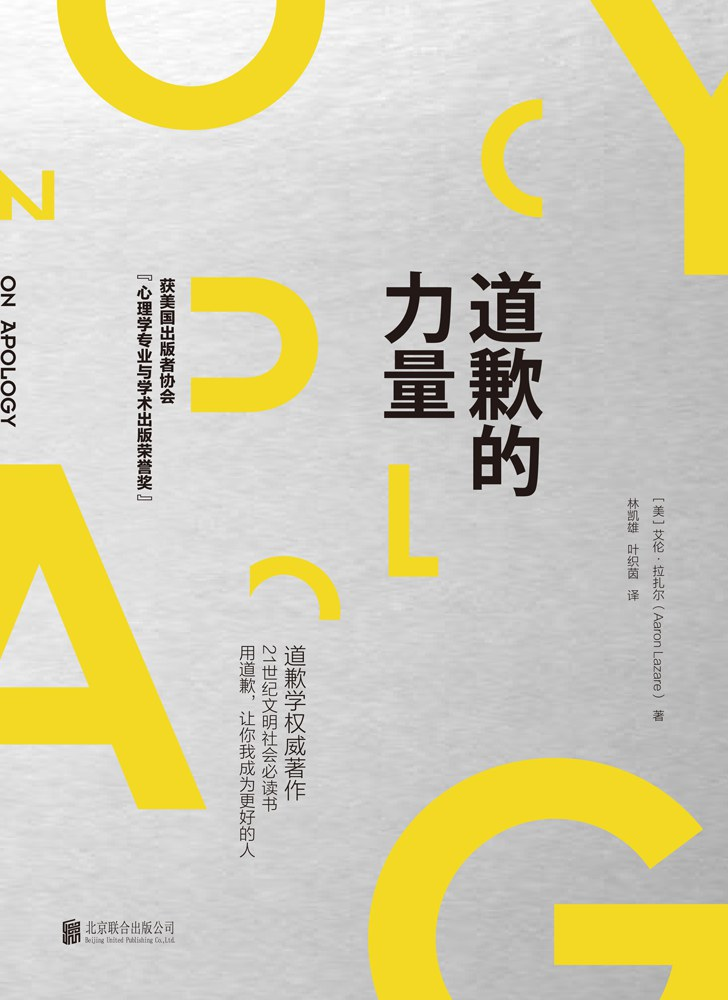 道歉的
力量
[美]艾伦·拉扎尔(Aaron Lazare) 著
林凯雄 叶织茵 译
获美国出版者协会
『心理学专业与学术出版荣誉奖』
ON APOLOGY
道歉学权威著作
21世纪文明社会必读书
用道歉，让你我成为更好的人
北京联合出版公司
Beijing United Publishing Co.,Ltd.
O
N
A
P
O
L
O
G
Y